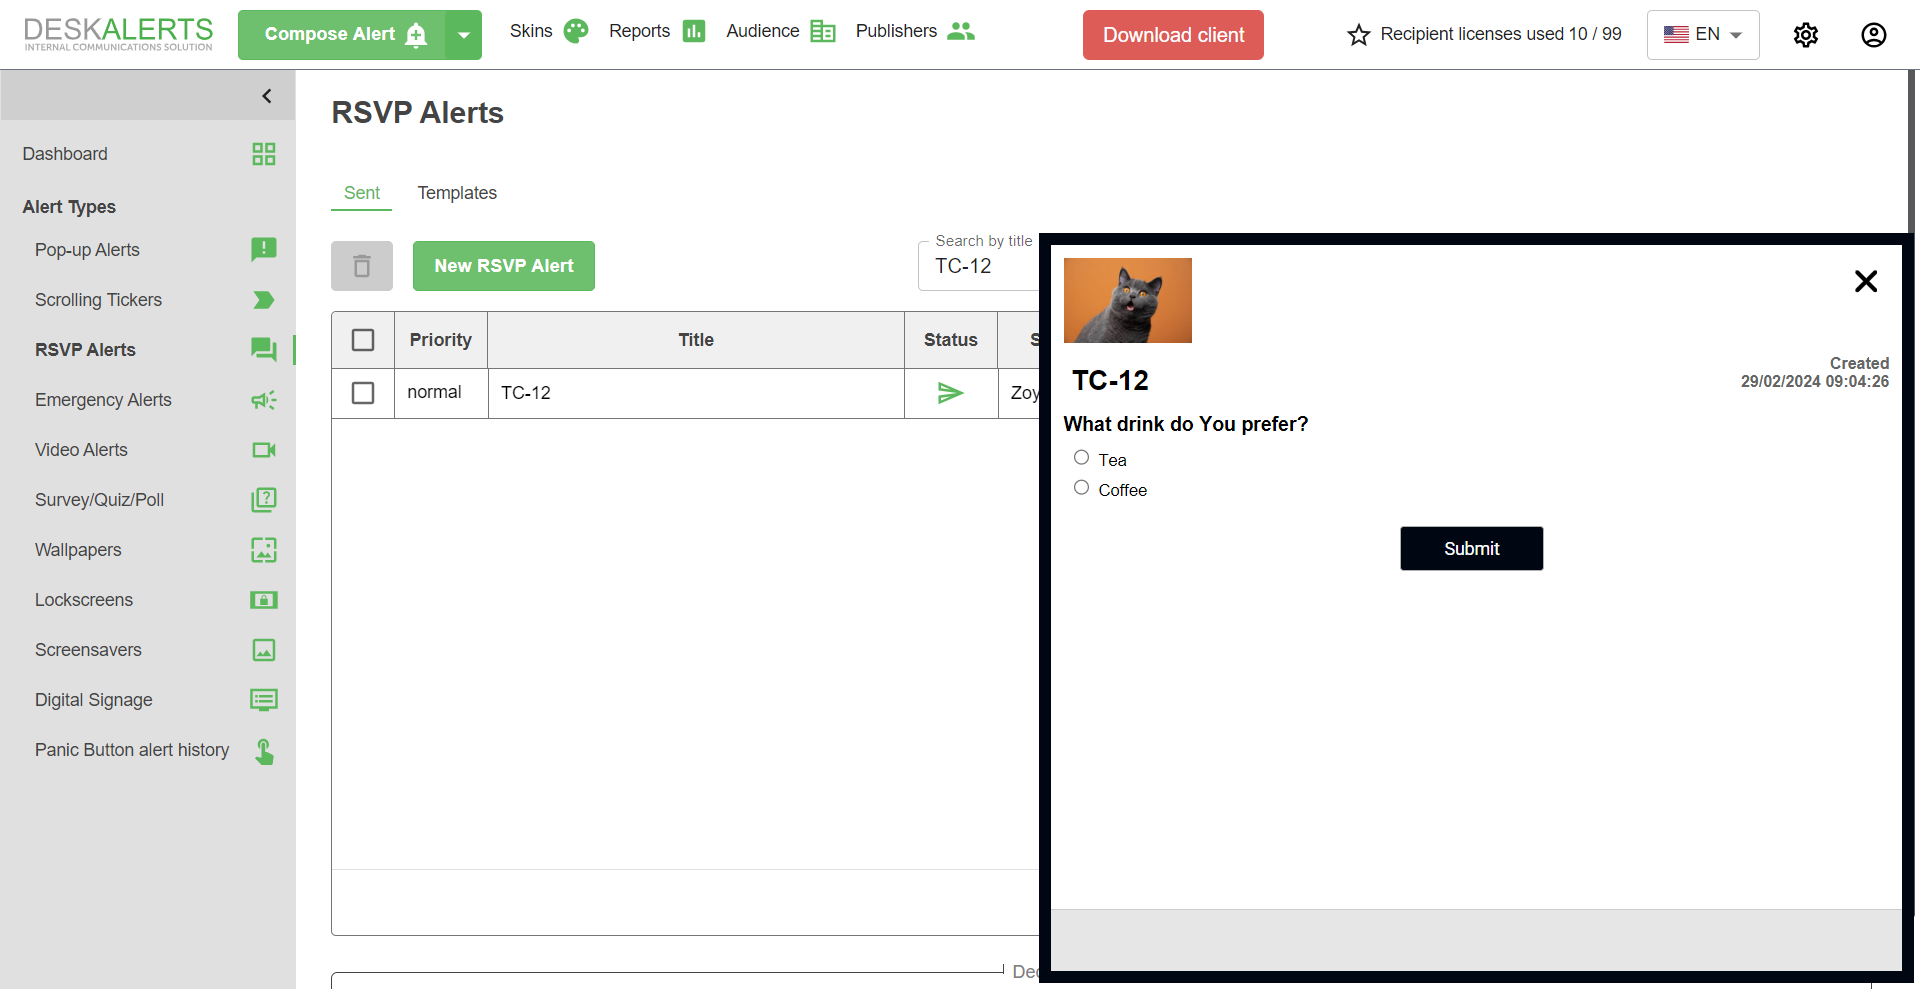 DESKALERTS
INTERNAL COMMUNICATIONS SOLUTION
Compose Alert
Skins
Reports
Audience
Publishers
Download client
Recipient licenses used 10 / 99
EN
Dashboard
Alert Types
Pop-up Alerts
Scrolling Tickers
RSVP Alerts
Emergency Alerts
Video Alerts
Survey/Quiz/Poll
Wallpapers
Lockscreens
Screensavers
Digital Signage
Panic Button alert history
RSVP Alerts
Sent
Templates
New RSVP Alert
Search by title
TC-12
Priority
Title
Status
S
normal
TC-12
Zoy
Dec
Created
29/02/2024 09:04:26
TC-12
What drink do You prefer?
Tea
Coffee
Submit